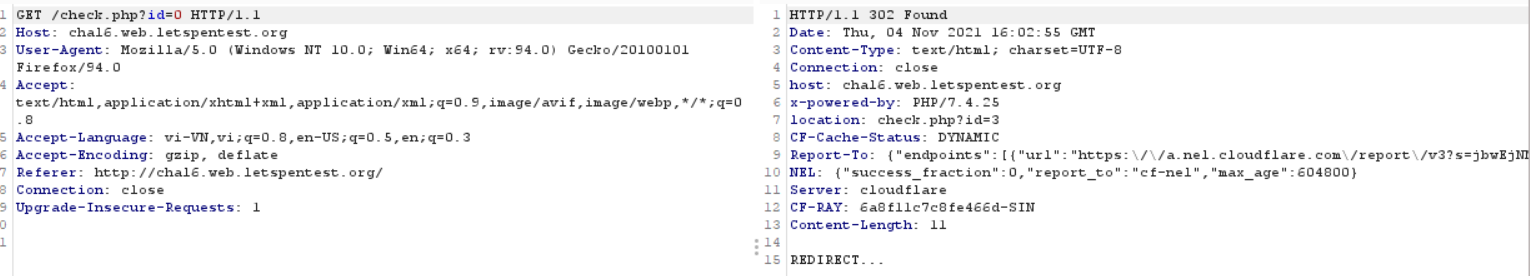 1 GET /check.php?id=0 HTTP/1.1
2 Host: chal6.web.letspentest.org
3 User-Agent: Mozilla/5.0 (Windows NT 10.0; Win64; x64; rv:94.0) Gecko/20100101
Firefox/94.0
4 Accept:
text/html,application/xhtml+xml,application/xml;q=0.9,image/avif,image/webp,*/*;q=0
.8
5 Accept-Language: vi-VN,vi;q=0.8,en-US;q=0.5,en;q=0.3
6 Accept-Encoding: gzip, deflate
7 Referer: http://chal6.web.letspentest.org/
8 Connection: close
9 Upgrade-Insecure-Requests: 1
0
1
1 HTTP/1.1 302 Found
2 Date: Thu, 04 Nov 2021 16:02:55 GMT
3 Content-Type: text/html; charset=UTF-8
4 Connection: close
5 host: chal6.web.letspentest.org
6 x-powered-by: PHP/7.4.25
7 location: check.php?id=3
8 CF-Cache-Status: DYNAMIC
9 Report-To: {"endpoints":[{"url":"https:\/\/a.nel.cloudflare.com\/report\/v3?s=jbwEjN
10 NEL: {"success_fraction":0,"report_to":"cf-nel","max_age":604800}
11 Server: cloudflare
12 CF-RAY: 6a8f11c7c8fe466d-SIN
13 Content-Length: 11
14
15 REDIRECT...